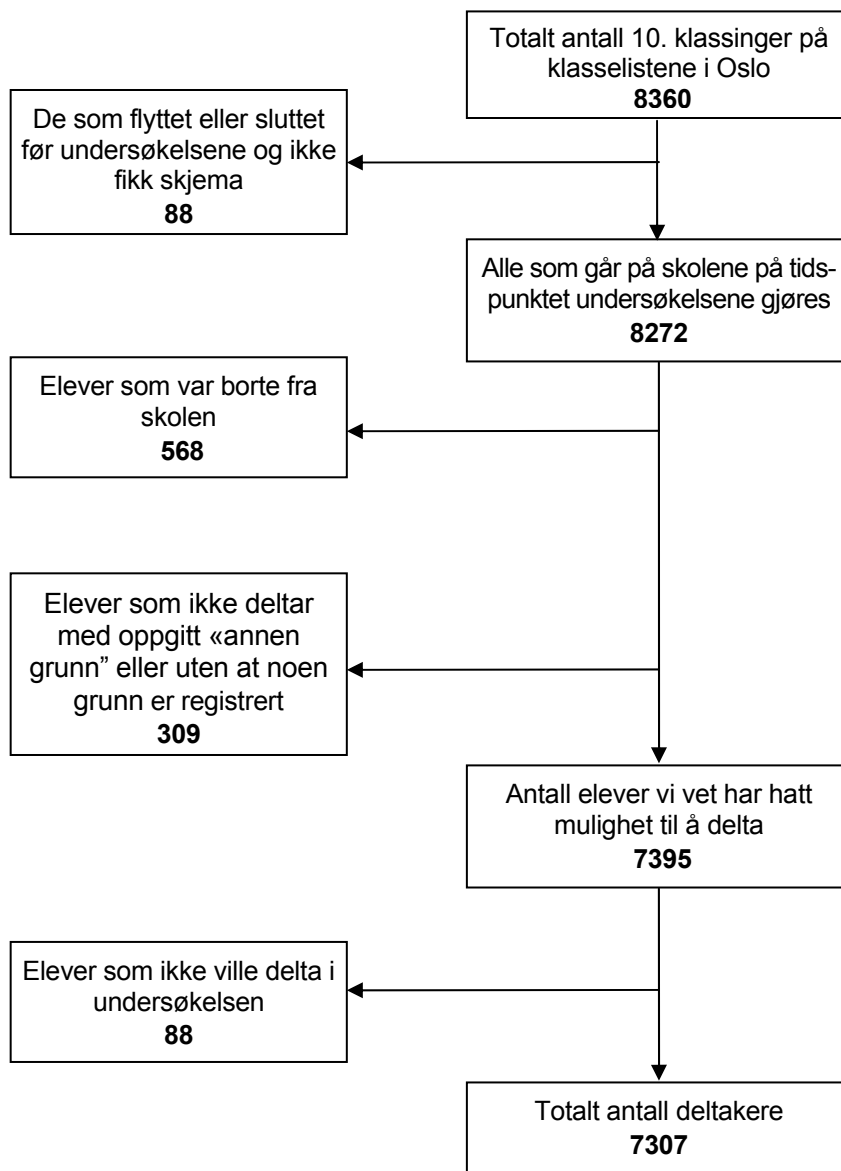 Totalt antall 10. klassinger på
klasselistene i Oslo
8360
De som flyttet eller sluttet
før undersøkelsene og ikke
fikk skjema
88
Alle som går på skolene på tids-
punktet undersøkelsene gjøres
8272
Elever som var borte fra
skolen
568
Elever som ikke deltar
med oppgitt «annen
grunn” eller uten at noen
grunn er registrert
309
Antall elever vi vet har hatt
mulighet til å delta
7395
Elever som ikke ville delta i
undersøkelsen
88
Totalt antall deltakere
7307